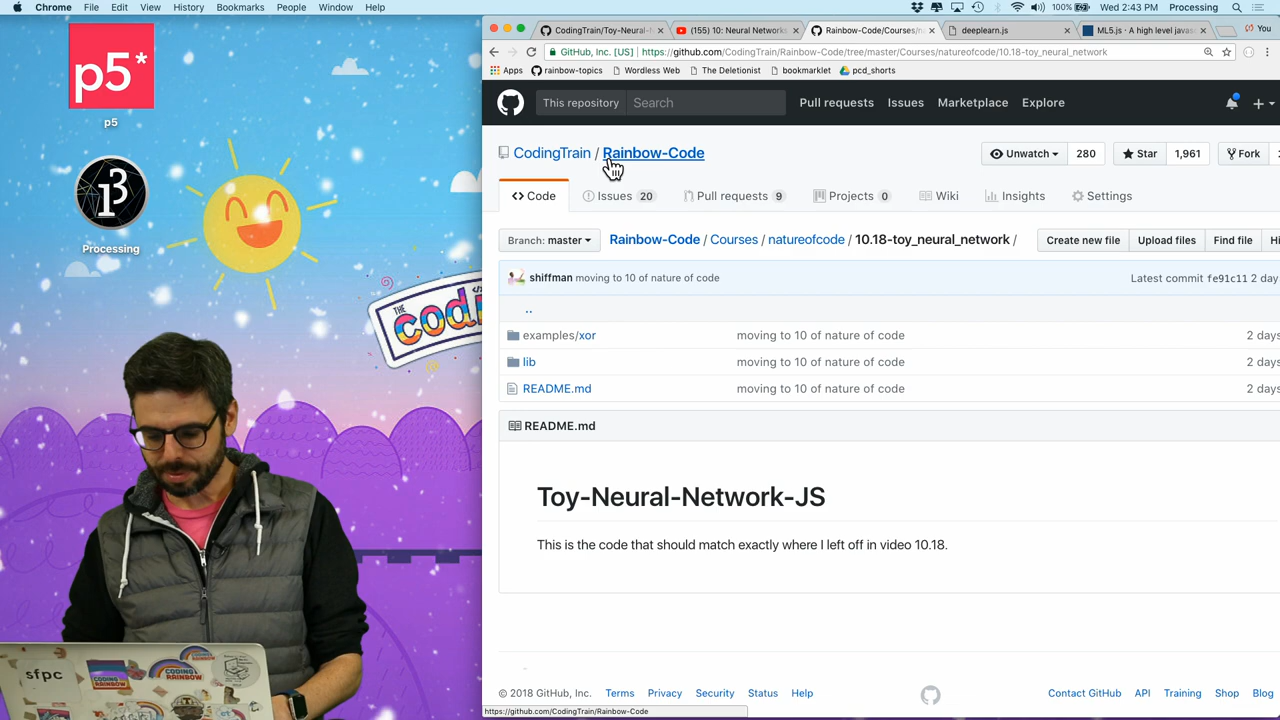 Chrome File Edit View History Bookmarks People Window Help 100% Wed 2:43 PM Processing
p5*
p5
Processing
THE
sfpc
CODING
CodingTrain/Toy-Neural-N
(155) 10: Neural Networks
Rainbow-Code/Courses/na
deeplearn.js
ML5.js · A high level javasc
YouT
GitHub, Inc. [US] https://github.com/CodingTrain/Rainbow-Code/tree/master/Courses/natureofcode/10.18-toy_neural_network
Apps rainbow-topics Wordless Web The Deletionist bookmarklet pcd_shorts
This repository Search Pull requests Issues Marketplace Explore
CodingTrain / Rainbow-Code Unwatch 280 Star 1,961 Fork
Code Issues 20 Pull requests 9 Projects 0 Wiki Insights Settings
Branch: master Rainbow-Code / Courses / natureofcode / 10.18-toy_neural_network / Create new file Upload files Find file Hi
shiffman moving to 10 of nature of code Latest commit fe91c11 2 day
..
examples/xor moving to 10 of nature of code 2 days
lib moving to 10 of nature of code 2 days
README.md moving to 10 of nature of code 2 days
README.md
Toy-Neural-Network-JS
This is the code that should match exactly where I left off in video 10.18.
© 2018 GitHub, Inc. Terms Privacy Security Status Help Contact GitHub API Training Shop Blog
https://github.com/CodingTrain/Rainbow-Code